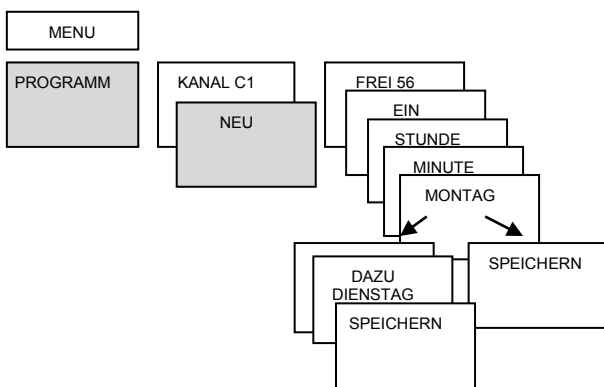 MENU
PROGRAMM
KANAL C1
NEU
FREI 56
EIN
STUNDE
MINUTE
MONTAG
DAZU
DIENSTAG
SPEICHERN
SPEICHERN